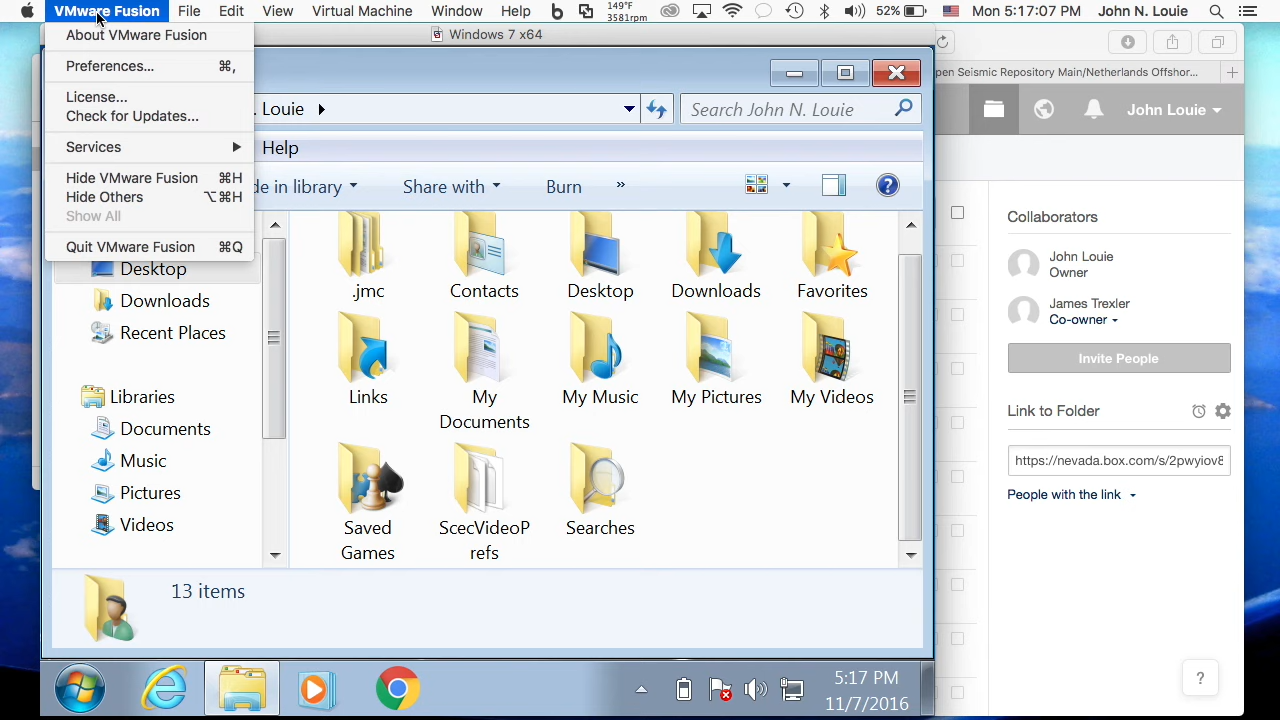 VMware Fusion File Edit View Virtual Machine Window Help 149°F 3581rpm 52% Mon 5:17:07 PM John N. Louie
About VMware Fusion
Preferences... ⌘,
License...
Check for Updates...
Services
Hide VMware Fusion ⌘H
Hide Others ⌥⌘H
Show All
Quit VMware Fusion ⌘Q
Windows 7 x64
. Louie
Search John N. Louie
Help
de in library
Share with
Burn
»
Desktop
Downloads
Recent Places
Libraries
Documents
Music
Pictures
Videos
.jmc
Contacts
Desktop
Downloads
Favorites
Links
My
Documents
My Music
My Pictures
My Videos
Saved
Games
ScecVideoP
refs
Searches
13 items
5:17 PM
11/7/2016
pen Seismic Repository Main/Netherlands Offshor...
John Louie
Collaborators
John Louie
Owner
James Trexler
Co-owner
Invite People
Link to Folder
https://nevada.box.com/s/2pwyiov8
People with the link
?